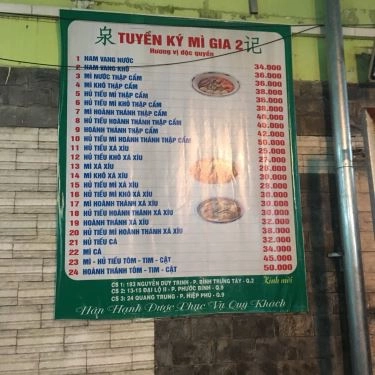 泉 TUYỀN KÝ MÌ GIA 2 记
Hương vị độc quyền
1 NAM VANG NƯỚC 34.000
2 NAM VANG KHÔ 36.000
3 MÌ NƯỚC THẬP CẨM 36.000
4 MÌ KHÔ THẬP CẨM 38.000
5 HỦ TIẾU MÌ THẬP CẨM 36.000
6 HỦ TIẾU MÌ KHÔ THẬP CẨM 38.000
7 MÌ HOÀNH THÁNH THẬP CẨM 40.000
8 HỦ TIẾU HOÀNH THÁNH THẬP CẨM 40.000
9 HOÀNH THÁNH THẬP CẨM 42.000
10 HỦ TIẾU MÌ HOÀNH THÁNH THẬP CẨM 50.000
11 HỦ TIẾU XÁ XÍU 25.000
12 HỦ TIẾU KHÔ XÁ XÍU 27.000
13 MÌ XÁ XÍU
14 MÌ KHÔ XÁ XÍU 30.000
15 HỦ TIẾU MÌ XÁ XÍU 29.000
16 HỦ TIẾU MÌ KHÔ XÁ XÍU 30.000
17 MÌ HOÀNH THÁNH XÁ XÍU 30.000
18 HỦ TIẾU HOÀNH THÁNH XÁ XÍU 30.000
19 HOÀNH THÁNH XÁ XÍU 32.000
20 HỦ TIẾU MÌ HOÀNH THÁNH XÁ XÍU 38.000
21 HỦ TIẾU CÁ 32.000
22 MÌ CÁ 34.000
23 MÌ - HỦ TIẾU TÔM - TIM - CẬT 45.000
24 HOÀNH THÁNH TÔM - TIM - CẬT 50.000
CS 1: 193 NGUYỄN DUY TRINH - P. BÌNH TRƯNG TÂY - Q.2
CS 2: 13-15 ĐẠI LỘ II - P. PHƯỚC BÌNH - Q.9
CS 3: 24 QUANG TRUNG - P. HIỆP PHÚ - Q.9
Kính mời
Hân Hạnh Được Phục Vụ Quý Khách